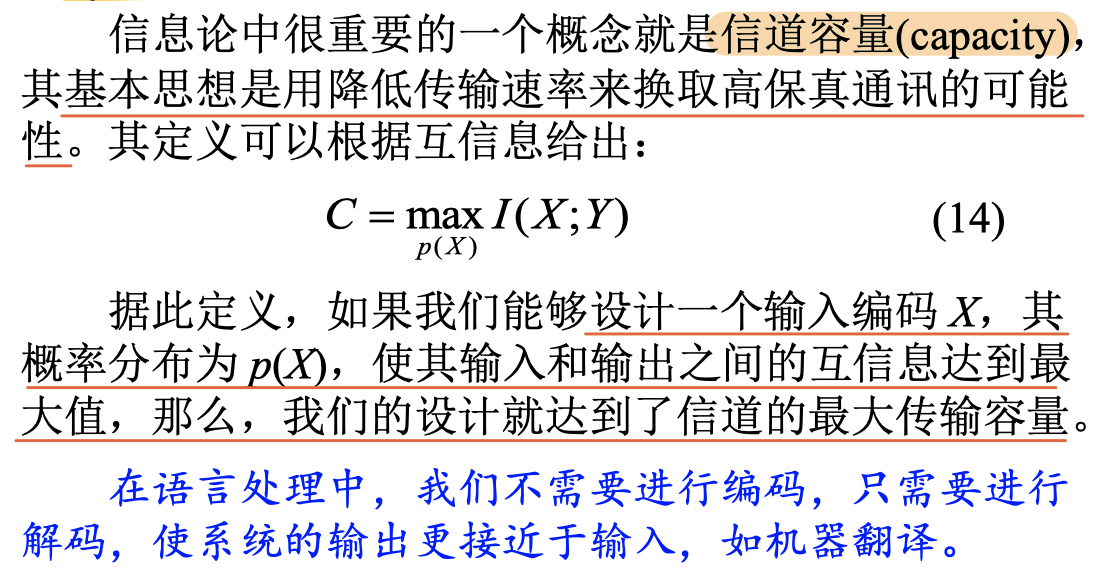 信息论中很重要的一个概念就是信道容量(capacity)，
其基本思想是用降低传输速率来换取高保真通讯的可能
性。其定义可以根据互信息给出：
C = max I(X;Y) (14)
p(X)
据此定义，如果我们能够设计一个输入编码 X，其
概率分布为 p(X)，使其输入和输出之间的互信息达到最
大值，那么，我们的设计就达到了信道的最大传输容量。
在语言处理中，我们不需要进行编码，只需要进行
解码，使系统的输出更接近于输入，如机器翻译。